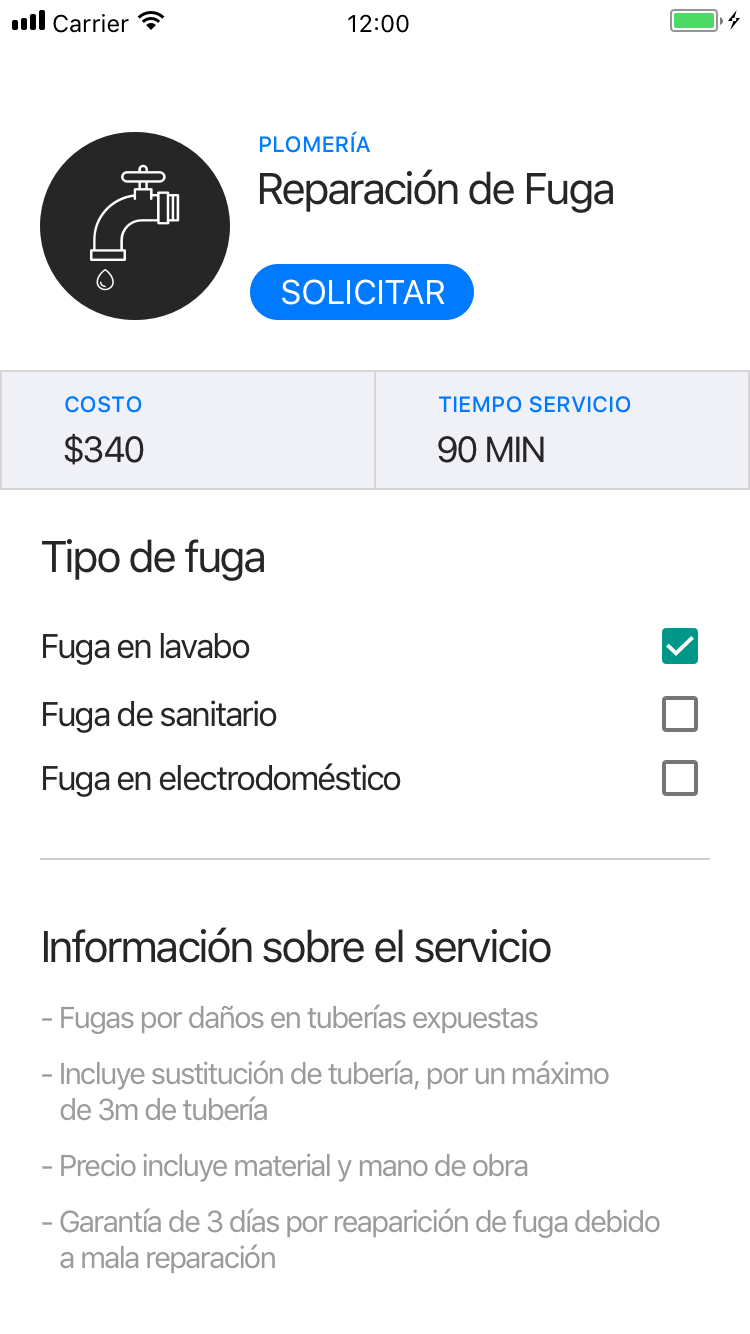 Carrier 12:00
PLOMERÍA
Reparación de Fuga
SOLICITAR
COSTO
$340
TIEMPO SERVICIO
90 MIN
Tipo de fuga
Fuga en lavabo
Fuga de sanitario
Fuga en electrodoméstico
Información sobre el servicio
- Fugas por daños en tuberías expuestas
- Incluye sustitución de tubería, por un máximo
de 3m de tubería
- Precio incluye material y mano de obra
- Garantía de 3 días por reaparición de fuga debido
a mala reparación